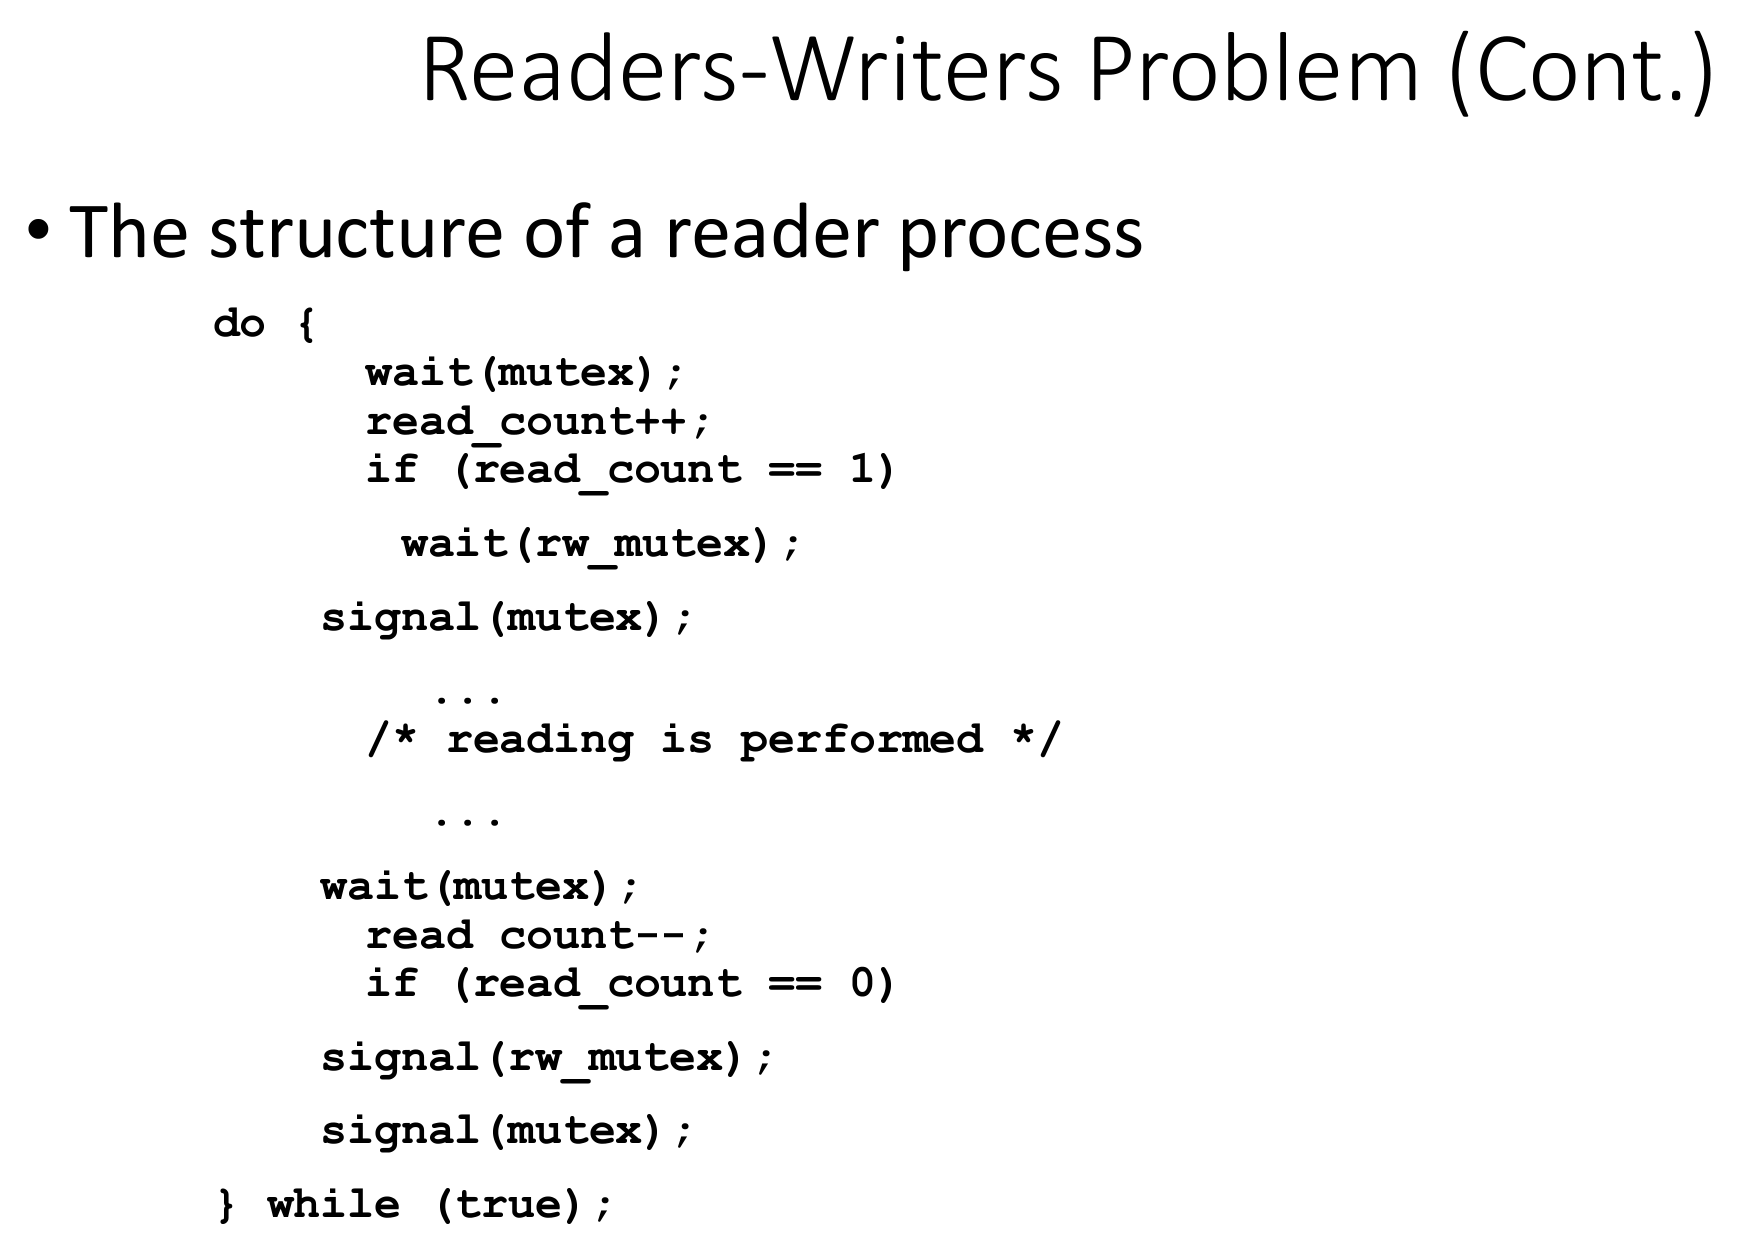 Readers-Writers Problem (Cont.)
• The structure of a reader process
do {
wait(mutex);
read_count++;
if (read_count == 1)
wait(rw_mutex);
signal(mutex);
...
/* reading is performed */
...
wait(mutex);
read count--;
if (read_count == 0)
signal(rw_mutex);
signal(mutex);
} while (true);